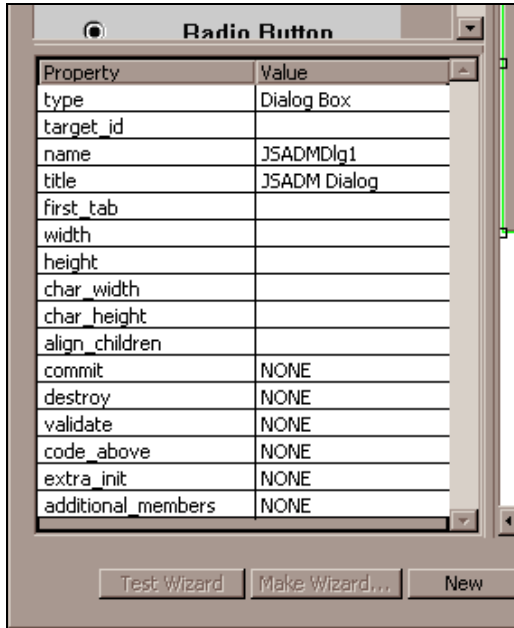 Radio Button
Property Value
type Dialog Box
target_id
name JSADMDlg1
title JSADM Dialog
first_tab
width
height
char_width
char_height
align_children
commit NONE
destroy NONE
validate NONE
code_above NONE
extra_init NONE
additional_members NONE
Test Wizard Make Wizard... New